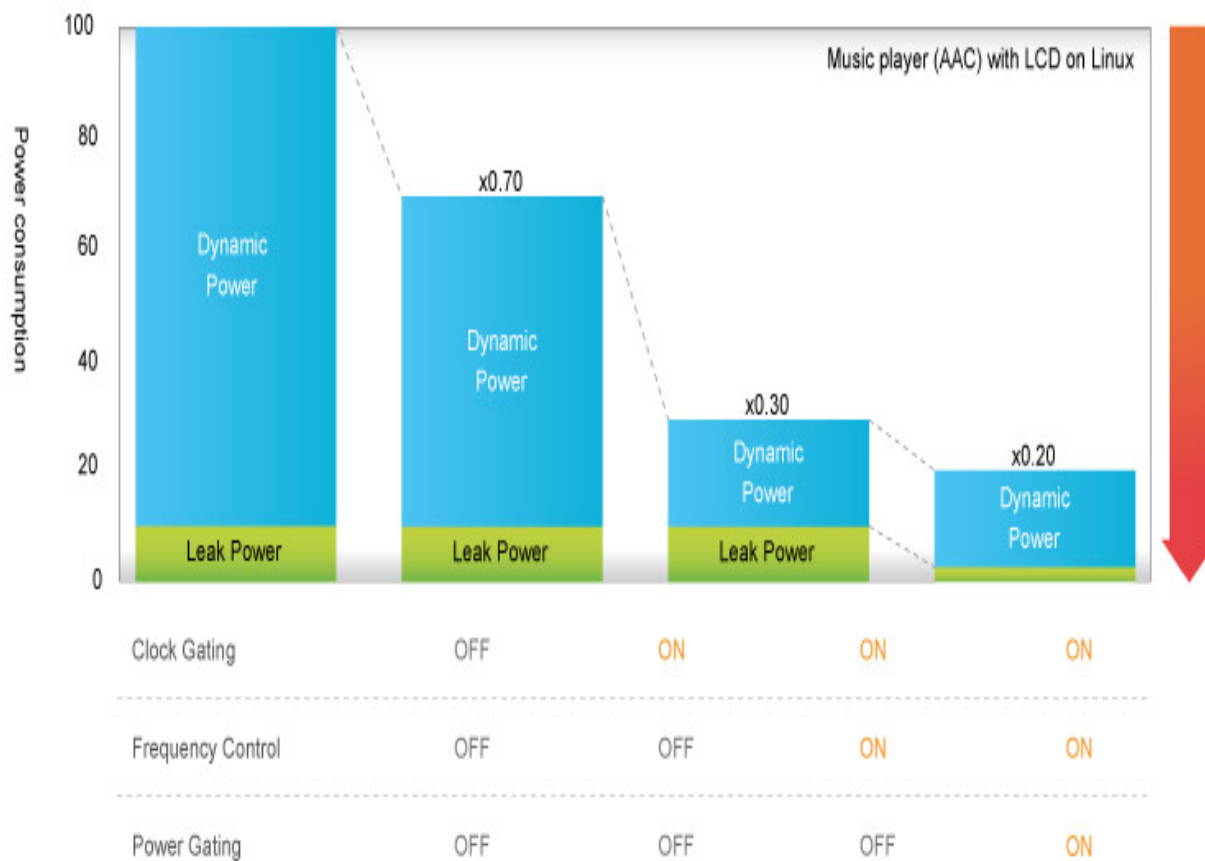 Music player (AAC) with LCD on Linux
Power consumption
100
80
60
40
20
0
Dynamic
Power
Leak Power
x0.70
Dynamic
Power
Leak Power
x0.30
Dynamic
Power
Leak Power
x0.20
Dynamic
Power
Clock Gating OFF ON ON ON
Frequency Control OFF OFF ON ON
Power Gating OFF OFF OFF ON